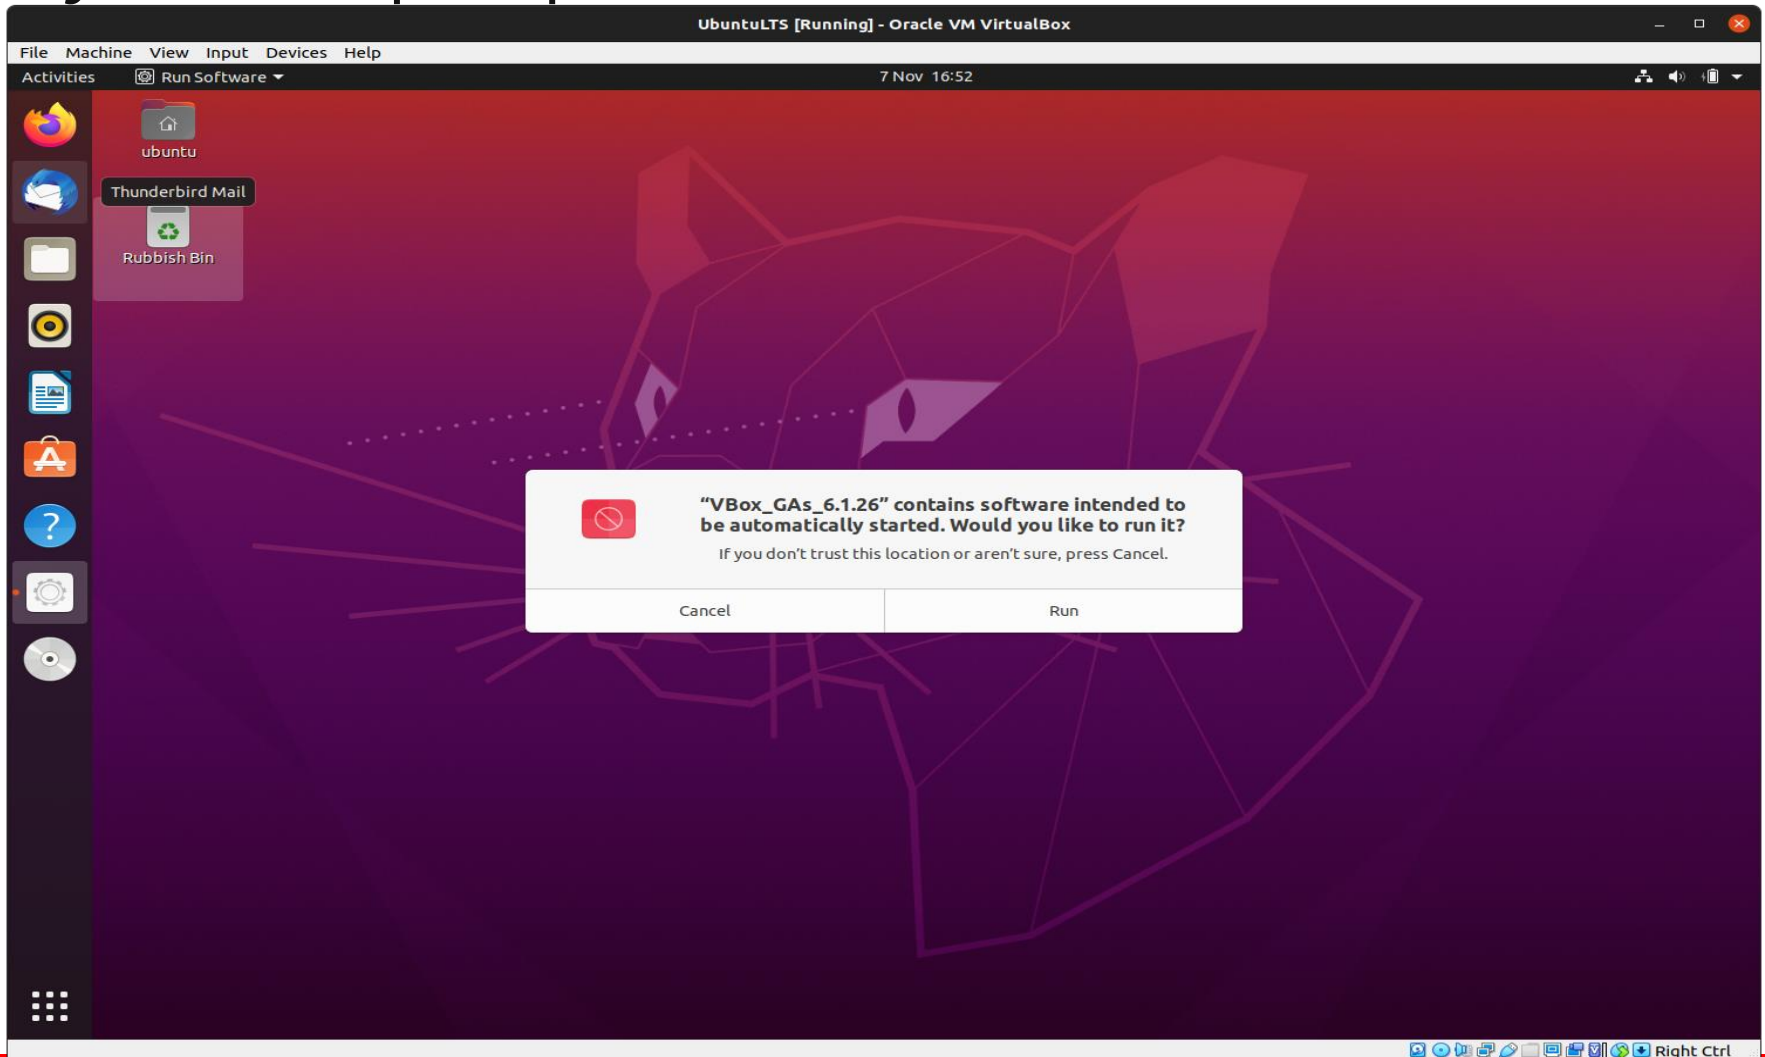 UbuntuLTS [Running] - Oracle VM VirtualBox
File Machine View Input Devices Help
Activities Run Software 7 Nov 16:52
ubuntu
Thunderbird Mail
Rubbish Bin
“VBox_GAs_6.1.26” contains software intended to
be automatically started. Would you like to run it?
If you don’t trust this location or aren’t sure, press Cancel.
Cancel Run
Right Ctrl